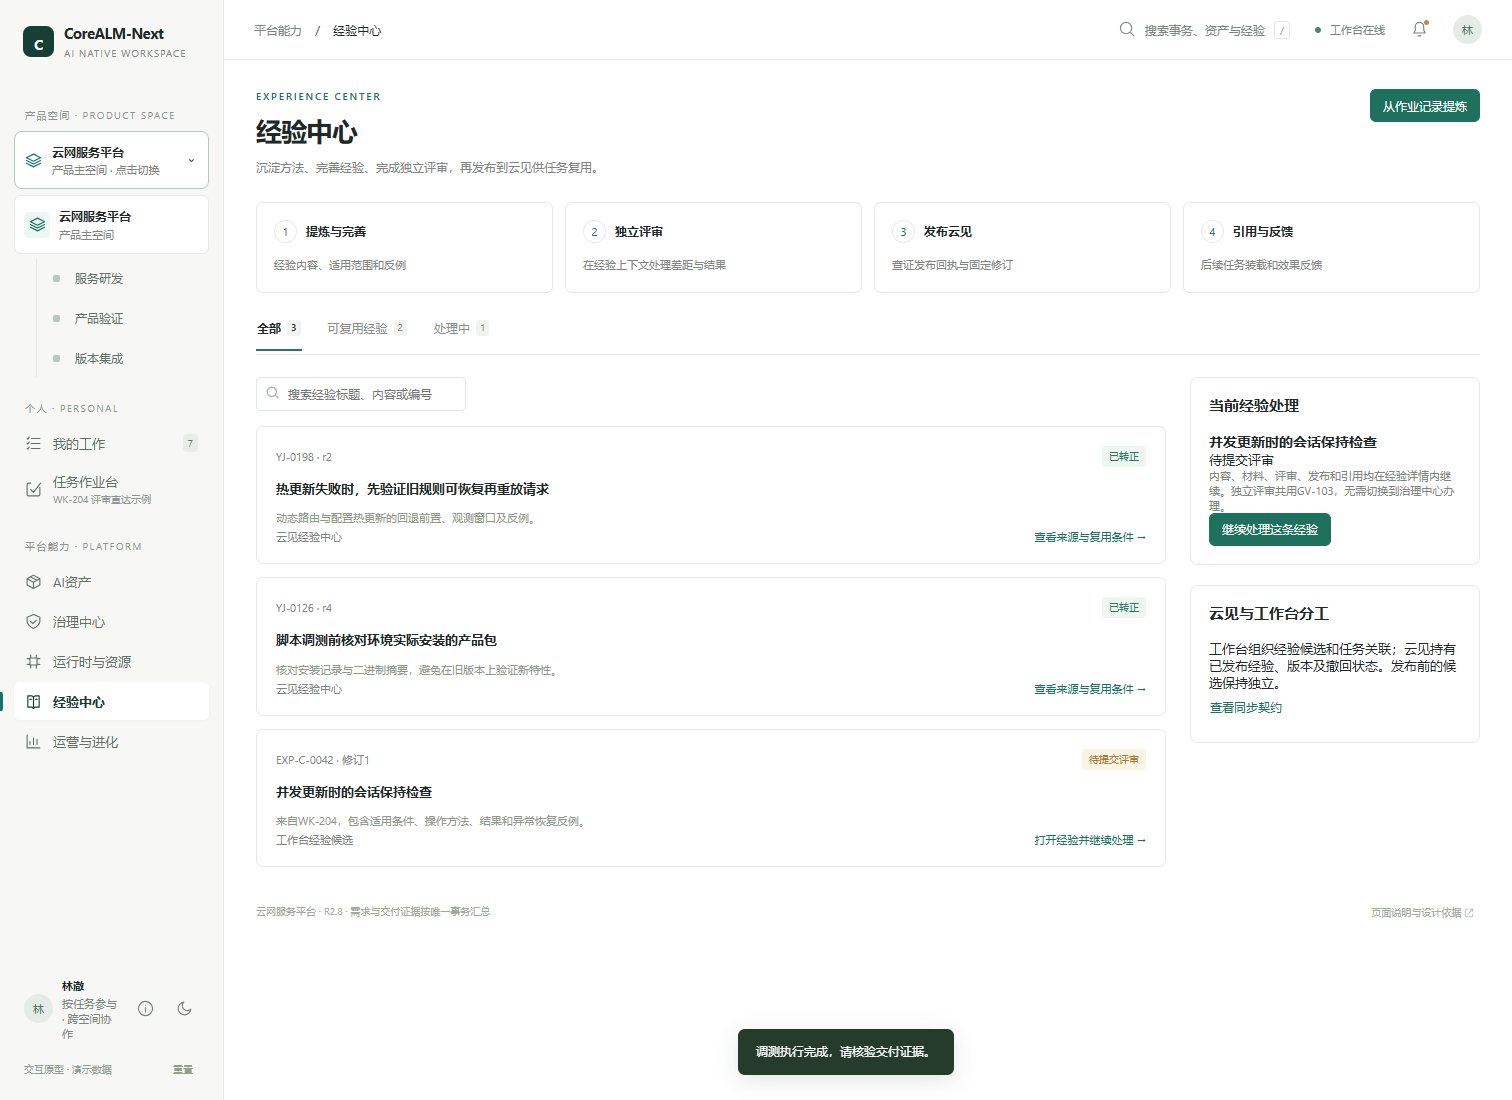 C
CoreALM-Next
AI NATIVE WORKSPACE
产品空间 · PRODUCT SPACE
云网服务平台
产品主空间 · 点击切换
云网服务平台
产品主空间
服务研发
产品验证
版本集成
个人 · PERSONAL
我的工作
7
任务作业台
WK-204 评审直达示例
平台能力 · PLATFORM
AI资产
治理中心
运行时与资源
经验中心
运营与进化
林
林澈
按任务参与
· 跨空间协
作
交互原型 · 演示数据
重置
平台能力 / 经验中心
搜索事务、资产与经验 /
工作台在线
林
EXPERIENCE CENTER
经验中心
沉淀方法、完善经验、完成独立评审，再发布到云见供任务复用。
从作业记录提炼
1 提炼与完善
经验内容、适用范围和反例
2 独立评审
在经验上下文处理差距与结果
3 发布云见
查证发布回执与固定修订
4 引用与反馈
后续任务装载和效果反馈
全部 3
可复用经验 2
处理中 1
搜索经验标题、内容或编号
YJ-0198 · r2
已转正
热更新失败时，先验证旧规则可恢复再重放请求
动态路由与配置热更新的回退前置、观测窗口及反例。
云见经验中心
查看来源与复用条件 →
YJ-0126 · r4
已转正
脚本调测前核对环境实际安装的产品包
核对安装记录与二进制摘要，避免在旧版本上验证新特性。
云见经验中心
查看来源与复用条件 →
EXP-C-0042 · 修订1
待提交评审
并发更新时的会话保持检查
来自WK-204，包含适用条件、操作方法、结果和异常恢复反例。
工作台经验候选
打开经验并继续处理 →
当前经验处理
并发更新时的会话保持检查
待提交评审
内容、材料、评审、发布和引用均在经验详情内继
续。独立评审共用GV-103，无需切换到治理中心办
理。
继续处理这条经验
云见与工作台分工
工作台组织经验候选和任务关联；云见持有
已发布经验、版本及撤回状态。发布前的候
选保持独立。
查看同步契约
云网服务平台 · R2.8 · 需求与交付证据按唯一事务汇总
页面说明与设计依据
调测执行完成，请核验交付证据。